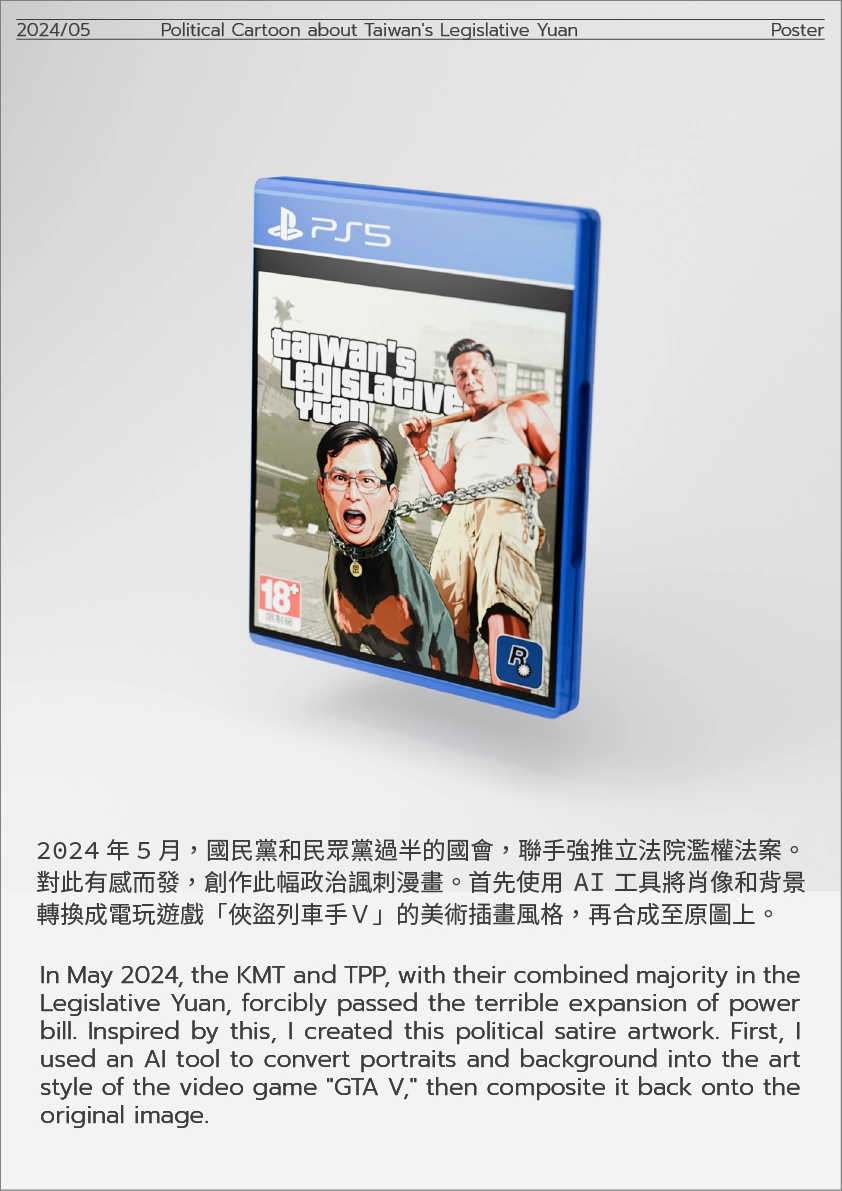 2024/05 Political Cartoon about Taiwan's Legislative Yuan Poster
PS5
taiwan's
Legislative
Yuan
18+
限制級
R
2024 年 5 月，國民黨和民眾黨過半的國會，聯手強推立法院濫權法案。
對此有感而發，創作此幅政治諷刺漫畫。首先使用 AI 工具將肖像和背景
轉換成電玩遊戲「俠盜列車手Ⅴ」的美術插畫風格，再合成至原圖上。
In May 2024, the KMT and TPP, with their combined majority in the
Legislative Yuan, forcibly passed the terrible expansion of power
bill. Inspired by this, I created this political satire artwork. First, I
used an AI tool to convert portraits and background into the art
style of the video game "GTA V," then composite it back onto the
original image.